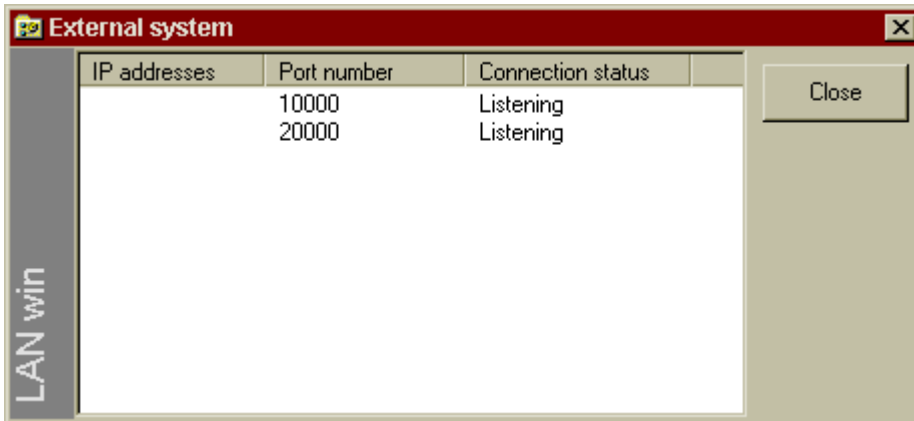 External system
IP addresses Port number Connection status
10000 Listening
20000 Listening
Close
LAN win